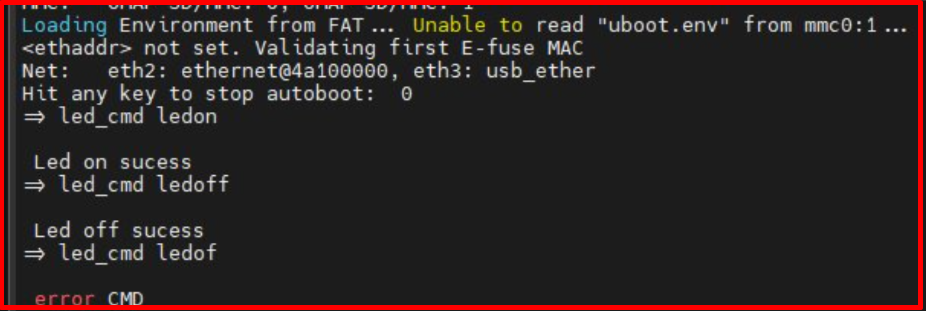 Loading Environment from FAT... Unable to read "uboot.env" from mmc0:1...
<ethaddr> not set. Validating first E-fuse MAC
Net:   eth2: ethernet@4a100000, eth3: usb_ether
Hit any key to stop autoboot:  0
=> led_cmd ledon
Led on sucess
=> led_cmd ledoff
Led off sucess
=> led_cmd ledof
error CMD